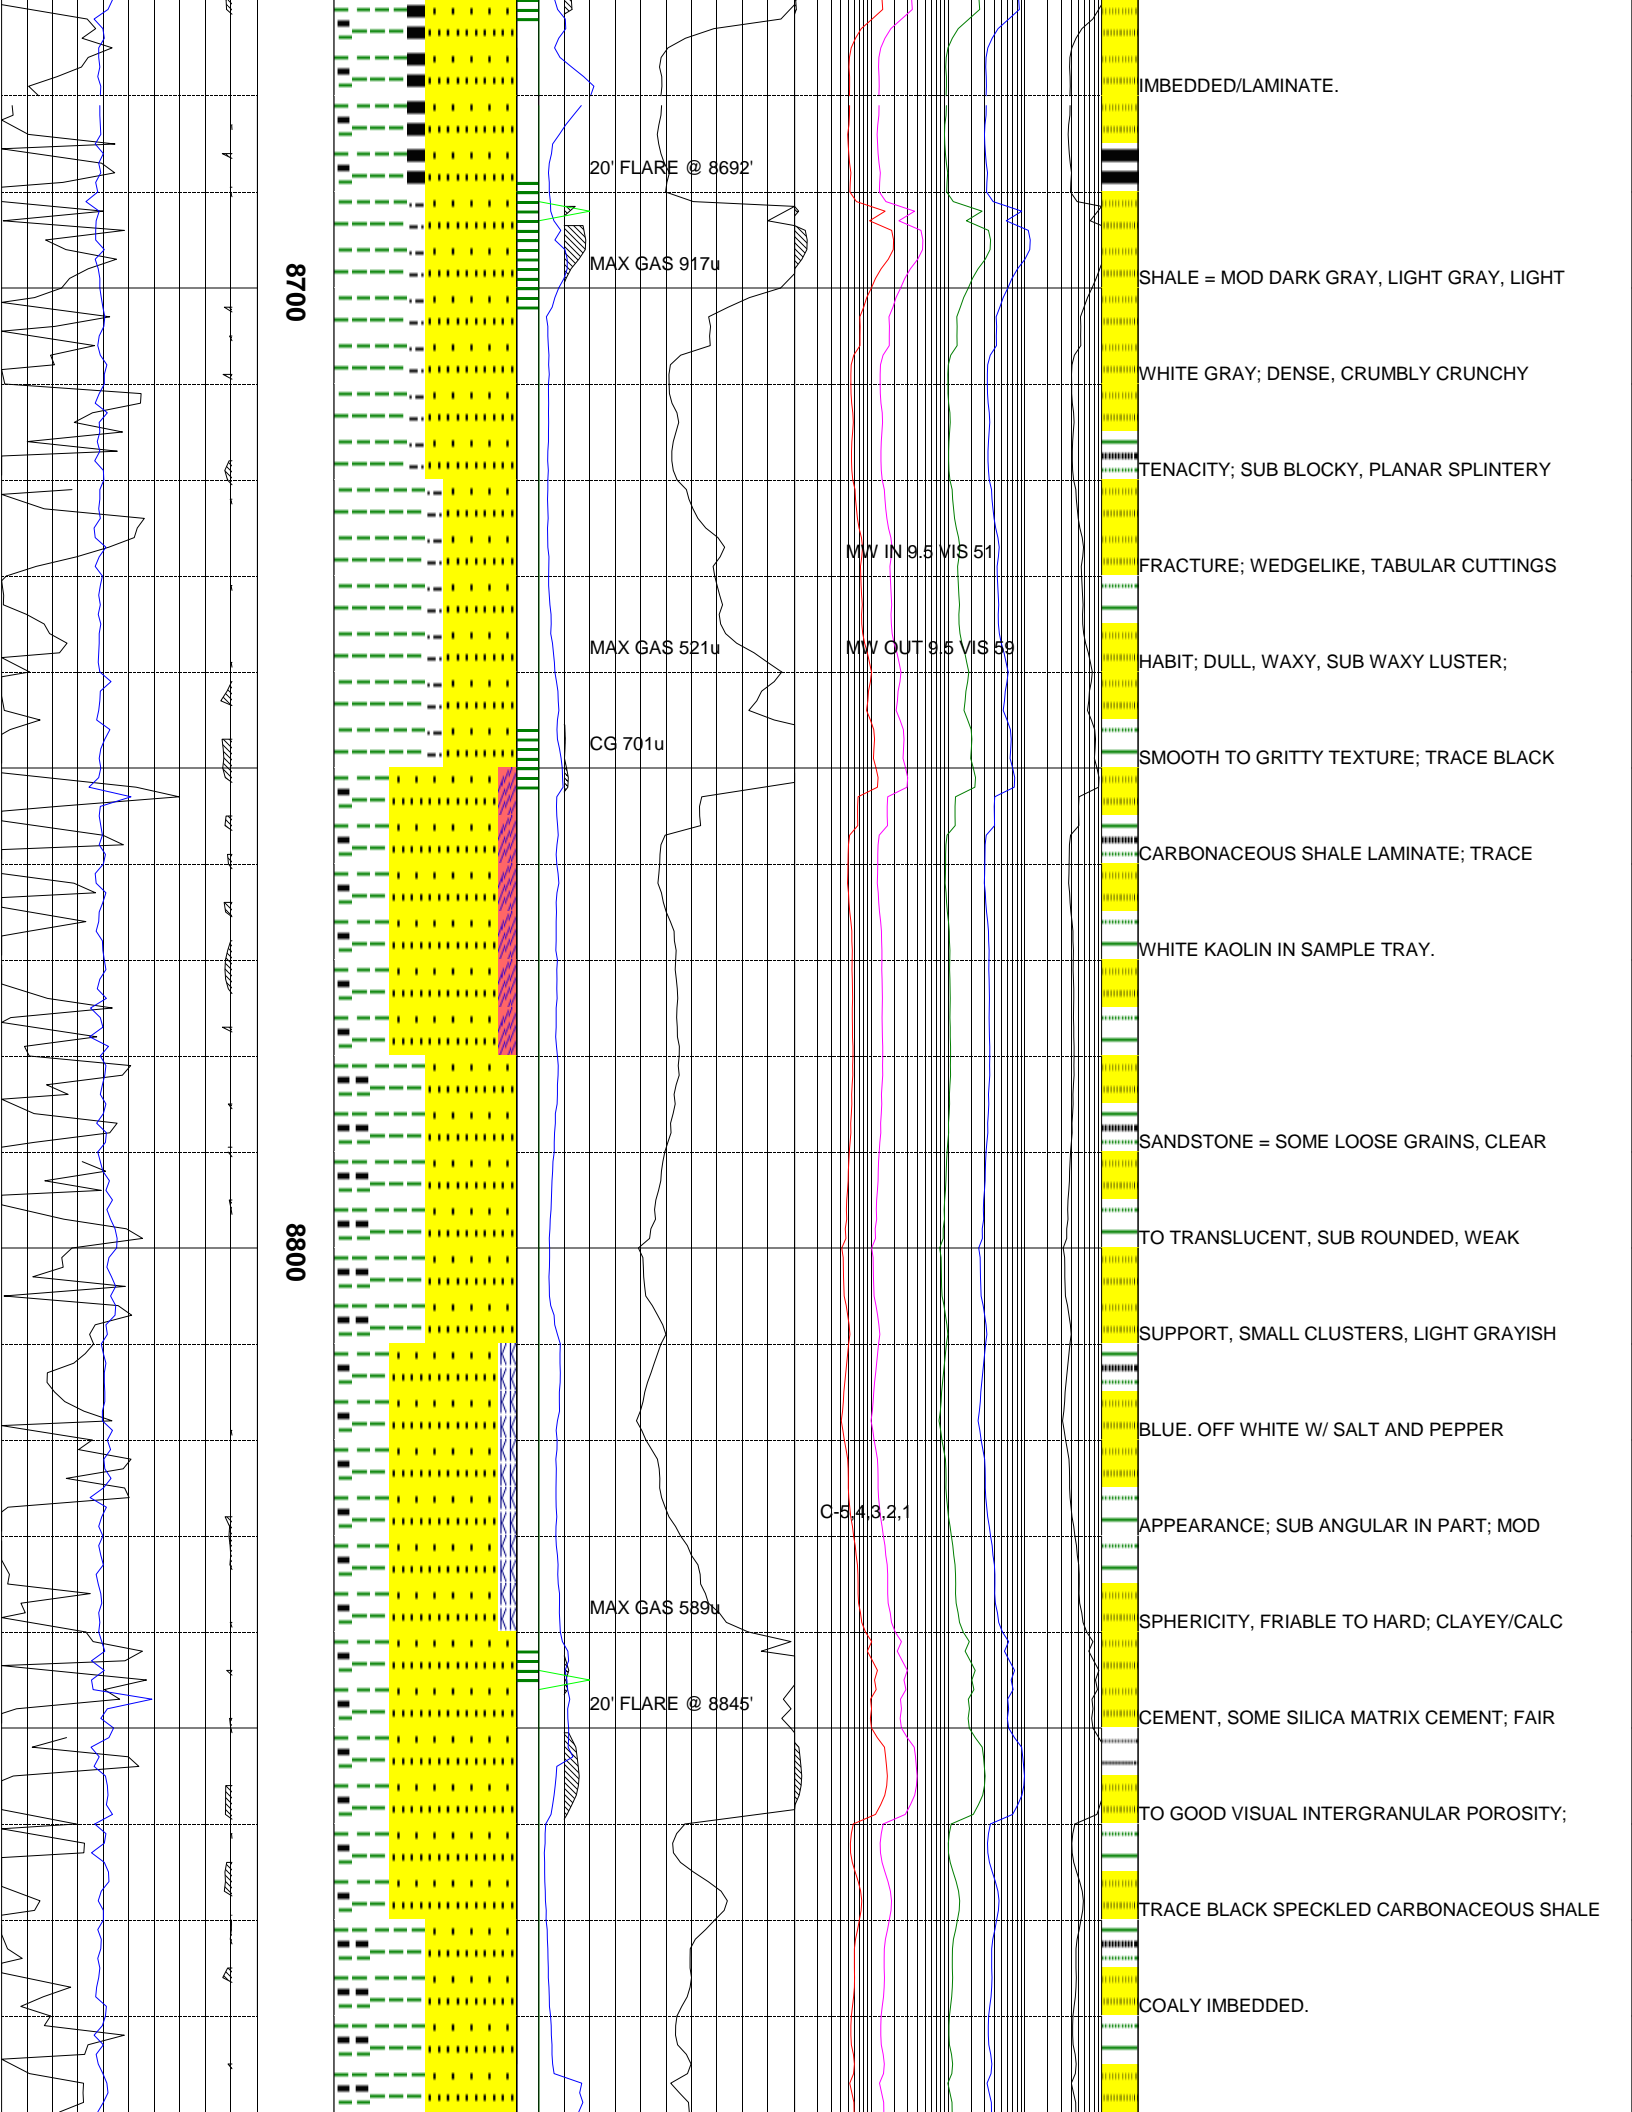 IMBEDDED/LAMINATE.
20' FLARE @ 8692'
MAX GAS 917u
8700
SHALE = MOD DARK GRAY, LIGHT GRAY, LIGHT
WHITE GRAY; DENSE, CRUMBLY CRUNCHY
TENACITY; SUB BLOCKY, PLANAR SPLINTERY
MW IN 9.5 VIS 51
FRACTURE; WEDGELIKE, TABULAR CUTTINGS
MAX GAS 521u
MW OUT 9.5 VIS 59
HABIT; DULL, WAXY, SUB WAXY LUSTER;
CG 701u
SMOOTH TO GRITTY TEXTURE; TRACE BLACK
CARBONACEOUS SHALE LAMINATE; TRACE
WHITE KAOLIN IN SAMPLE TRAY.
SANDSTONE = SOME LOOSE GRAINS, CLEAR
8800
TO TRANSLUCENT, SUB ROUNDED, WEAK
SUPPORT, SMALL CLUSTERS, LIGHT GRAYISH
BLUE. OFF WHITE W/ SALT AND PEPPER
C-5,4,3,2,1
APPEARANCE; SUB ANGULAR IN PART; MOD
MAX GAS 589u
SPHERICITY, FRIABLE TO HARD; CLAYEY/CALC
20' FLARE @ 8845'
CEMENT, SOME SILICA MATRIX CEMENT; FAIR
TO GOOD VISUAL INTERGRANULAR POROSITY;
TRACE BLACK SPECKLED CARBONACEOUS SHALE
COALY IMBEDDED.